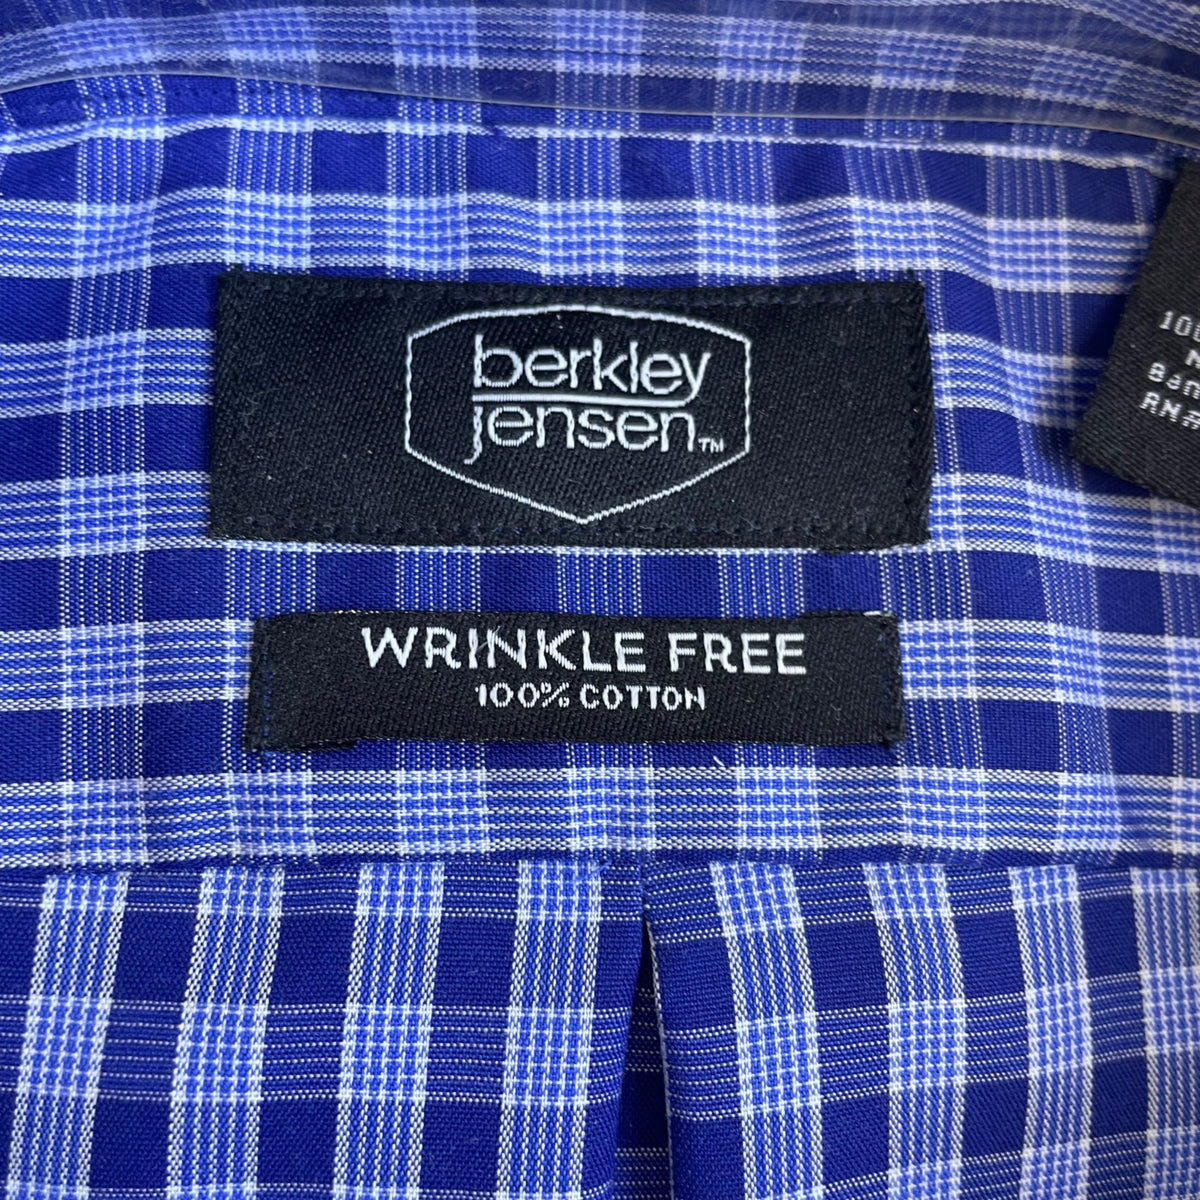 berkley
jensen™
WRINKLE FREE
100% COTTON